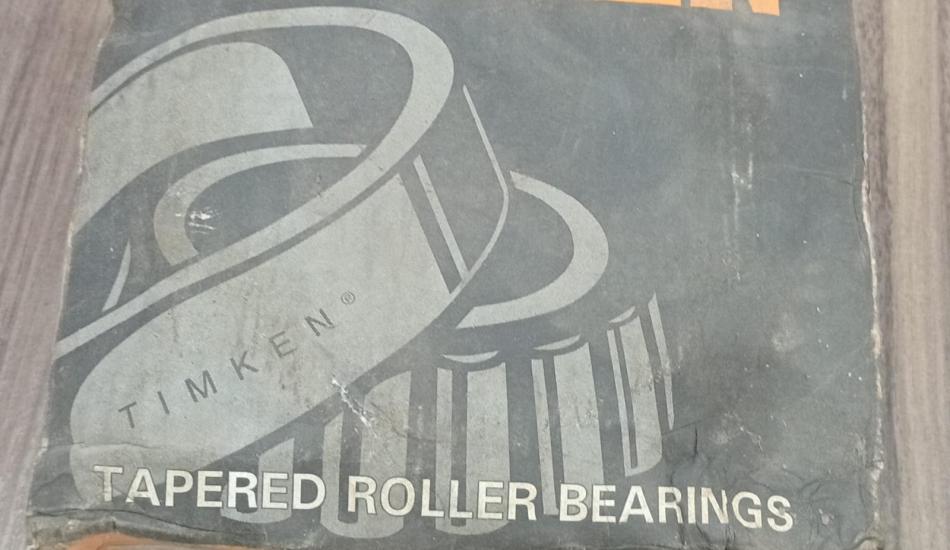 TIMKEN®
TAPERED ROLLER BEARINGS